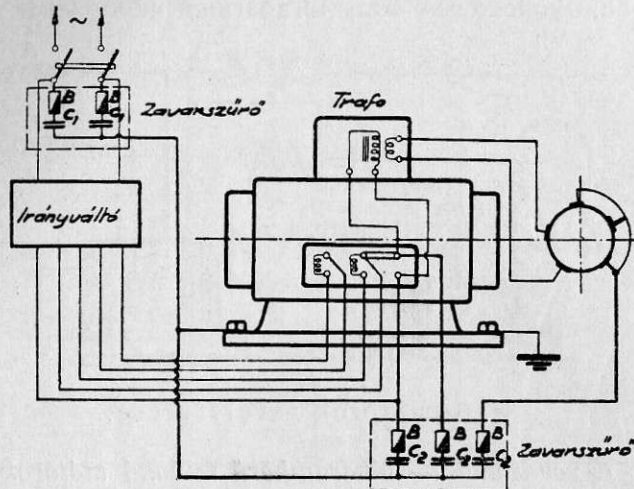 ~
B
B
C₁
C₁
Zavarszűrő
Trafo
Irányváltó
B
B
B
C₂
C₂
C₂
Zavarszűrő